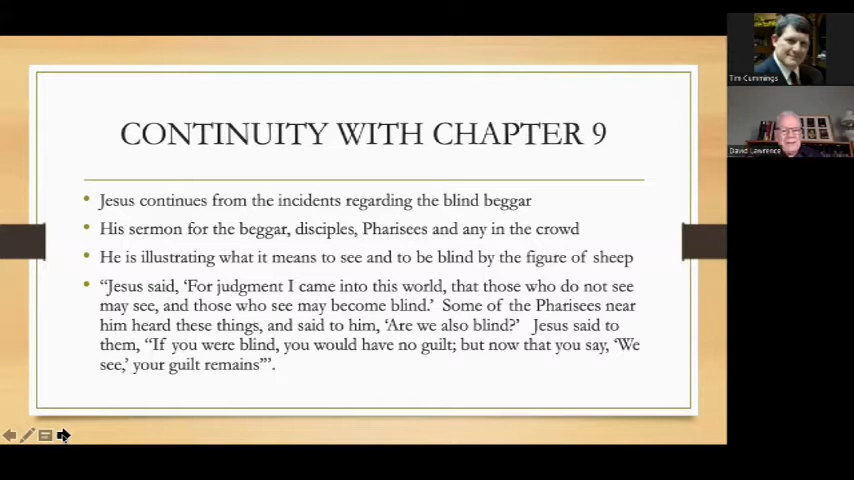 CONTINUITY WITH CHAPTER 9
• Jesus continues from the incidents regarding the blind beggar
• His sermon for the beggar, disciples, Pharisees and any in the crowd
• He is illustrating what it means to see and to be blind by the figure of sheep
• “Jesus said, ‘For judgment I came into this world, that those who do not see
may see, and those who see may become blind.’ Some of the Pharisees near
him heard these things, and said to him, ‘Are we also blind?’ Jesus said to
them, “If you were blind, you would have no guilt; but now that you say, ‘We
see,’ your guilt remains”’.
Tim Cummings
David Lawrence